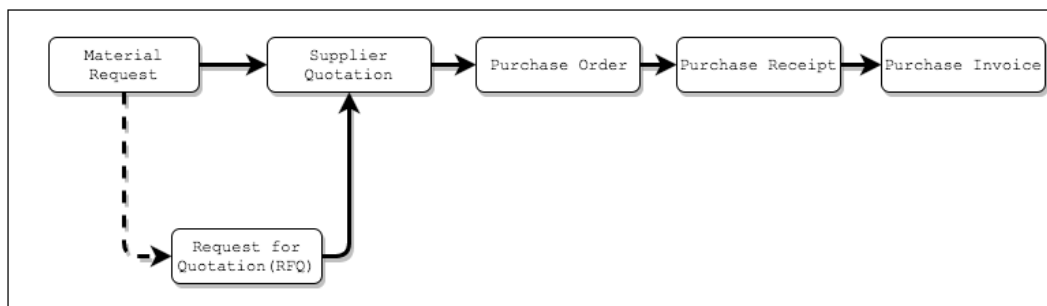 Material
Request
Supplier
Quotation
Purchase Order
Purchase Receipt
Purchase Invoice
Request for
Quotation(RFQ)